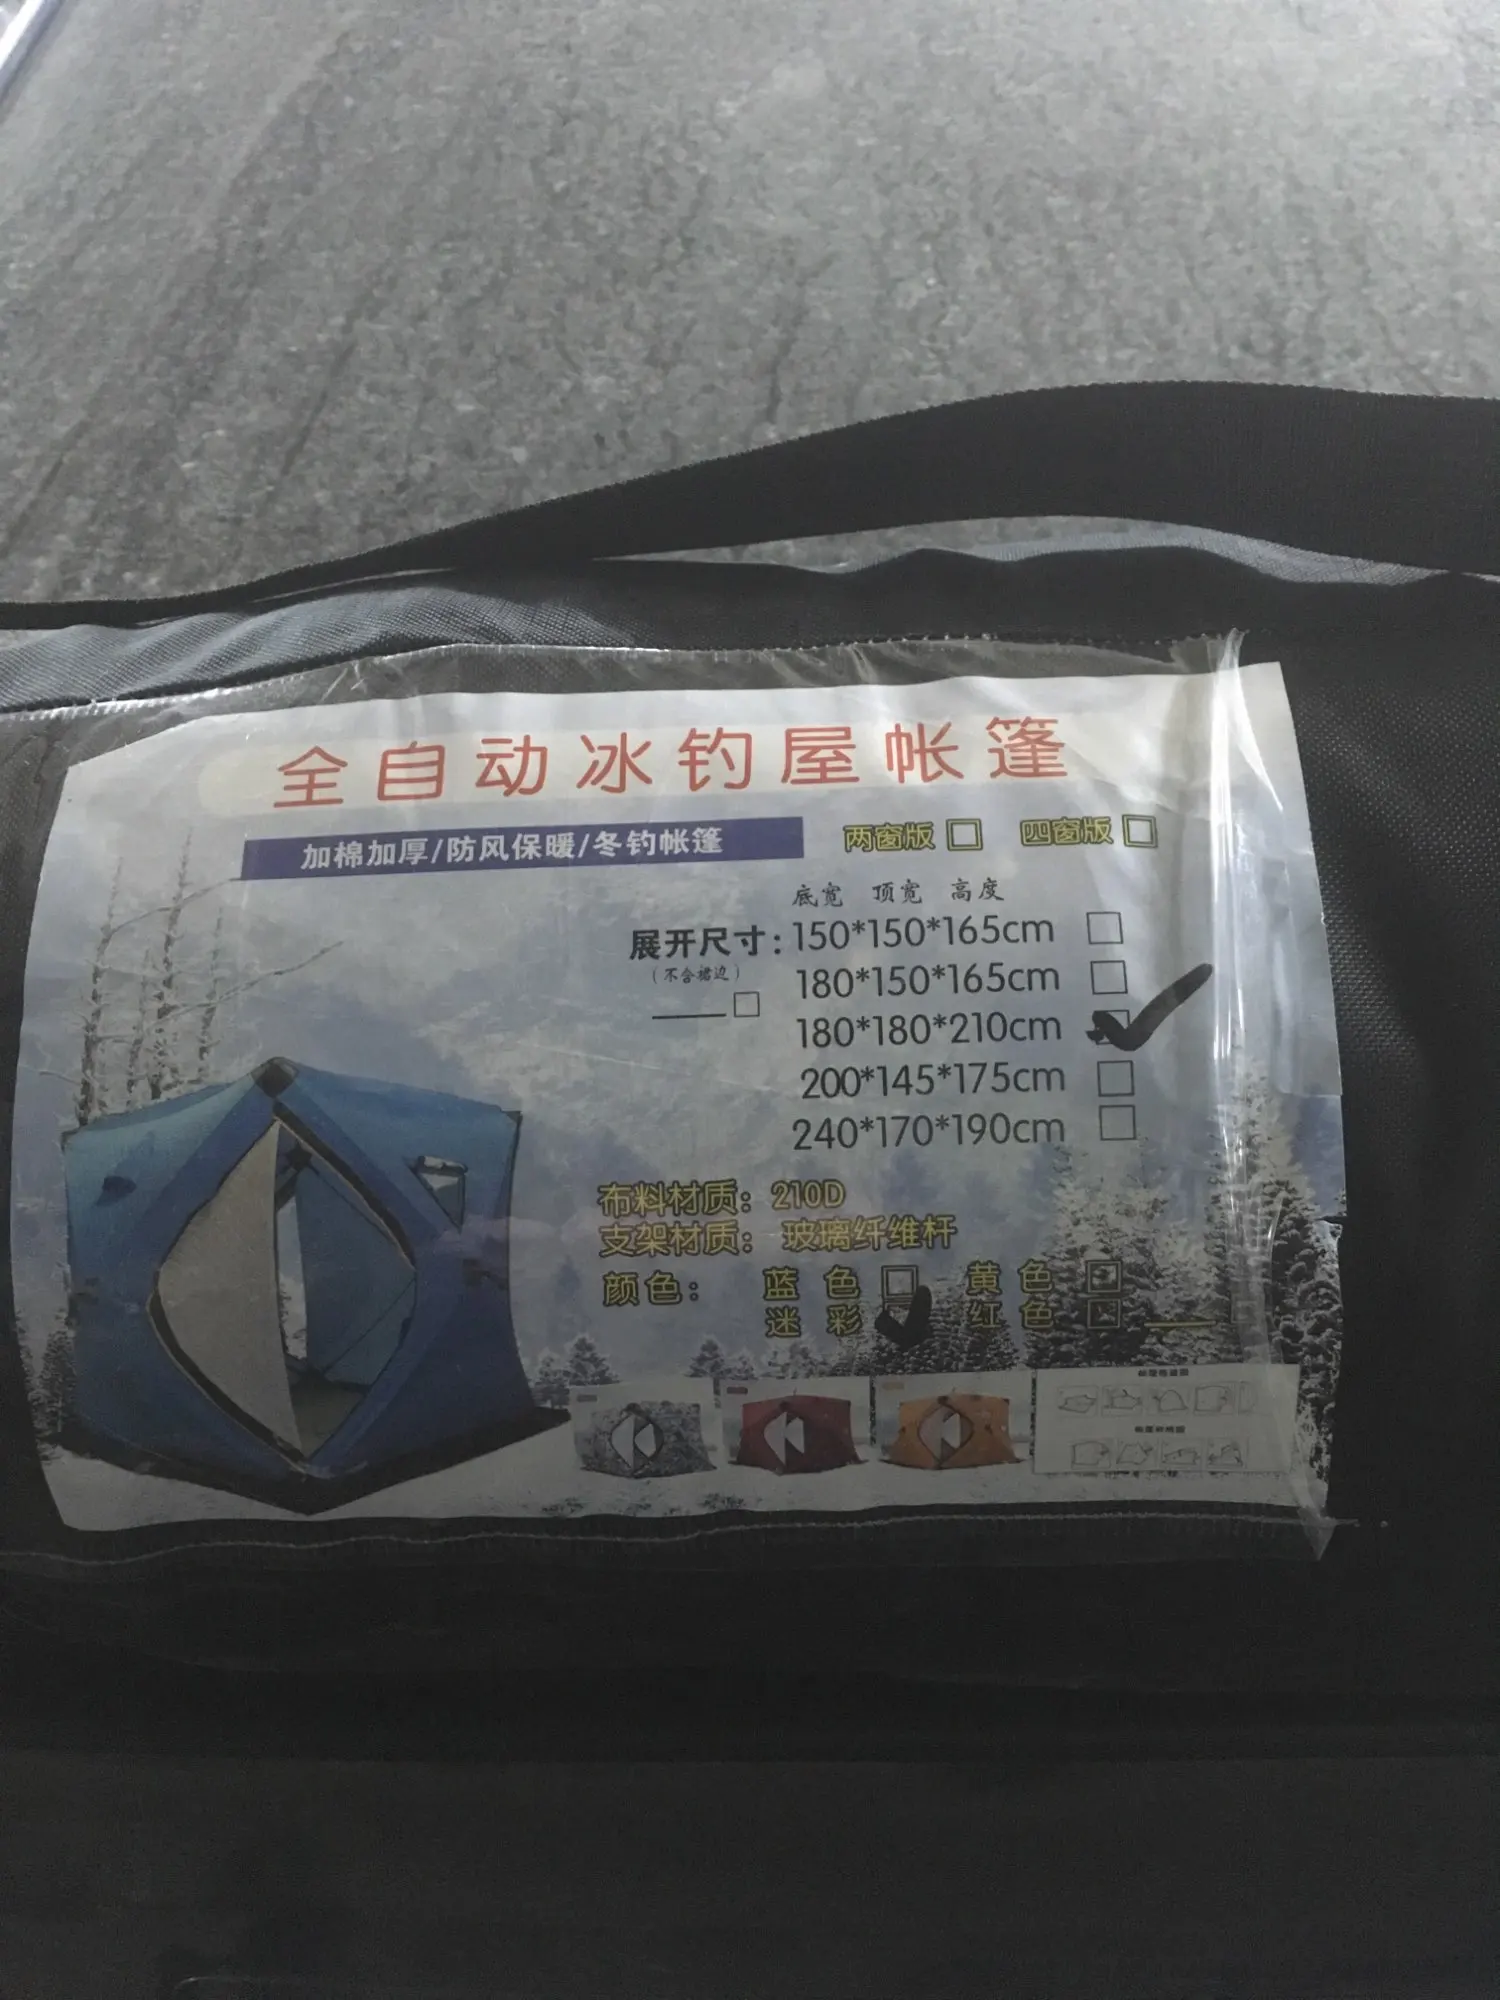 全自动冰钓屋帐篷
加棉加厚/防风保暖/冬钓帐篷
两窗版 四窗版
底宽 顶宽 高度
展开尺寸：150*150*165cm
（不含裙边）
180*150*165cm
180*180*210cm
200*145*175cm
240*170*190cm
布料材质：210D
支架材质：玻璃纤维杆
颜色：蓝色 黄色
迷彩 红色